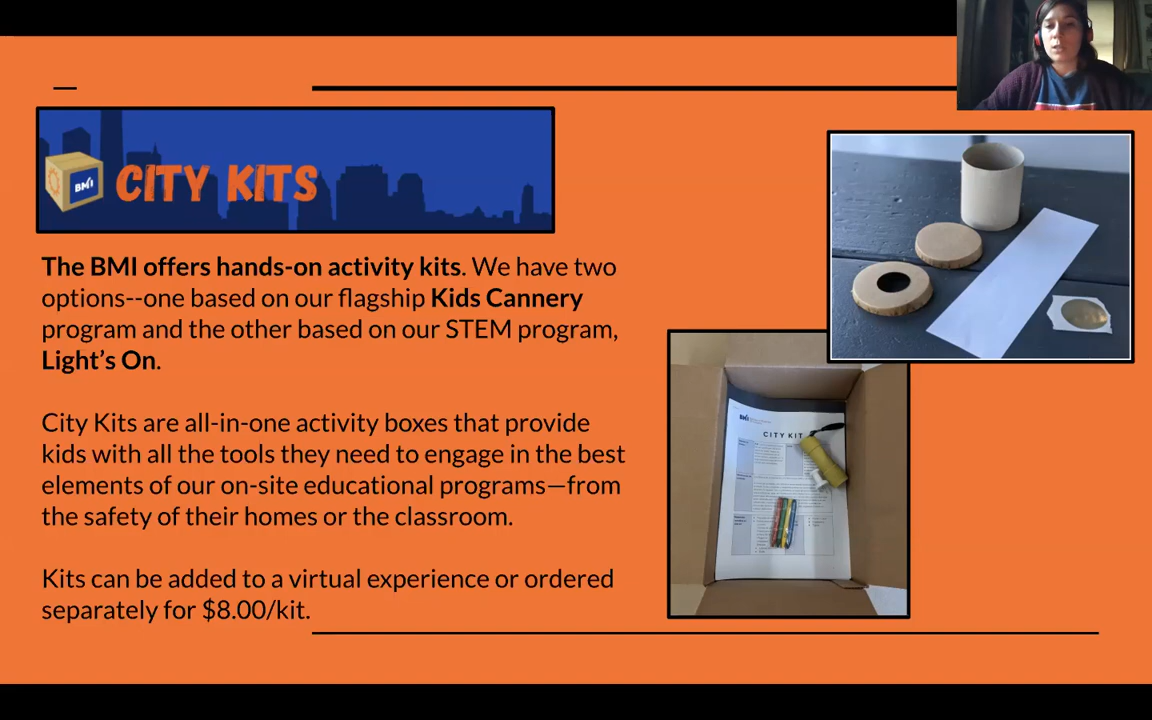 BMI
CITY KITS
The BMI offers hands-on activity kits. We have two
options--one based on our flagship Kids Cannery
program and the other based on our STEM program,
Light’s On.
City Kits are all-in-one activity boxes that provide
kids with all the tools they need to engage in the best
elements of our on-site educational programs—from
the safety of their homes or the classroom.
Kits can be added to a virtual experience or ordered
separately for $8.00/kit.
BMI
CITY KIT